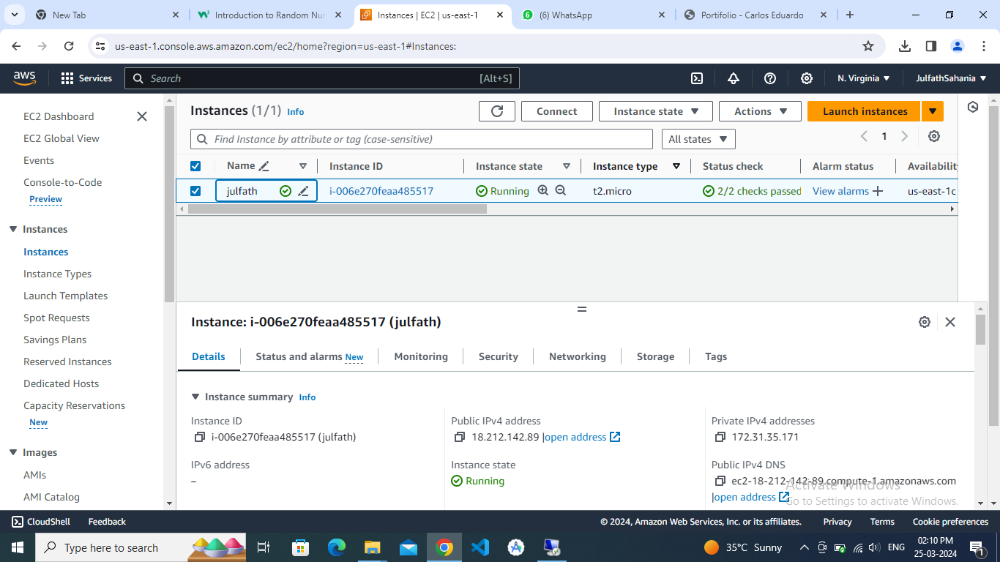 New Tab
Introduction to Random Nur
Instances | EC2 | us-east-1
(6) WhatsApp
Portifolio - Carlos Eduardo
us-east-1.console.aws.amazon.com/ec2/home?region=us-east-1#Instances:
aws
Services
Search
[Alt+S]
N. Virginia
JulfathSahania
EC2 Dashboard
EC2 Global View
Events
Console-to-Code
Preview
Instances
Instances
Instance Types
Launch Templates
Spot Requests
Savings Plans
Reserved Instances
Dedicated Hosts
Capacity Reservations
New
Images
AMIs
AMI Catalog
Instances (1/1) Info
Connect
Instance state
Actions
Launch instances
Find Instance by attribute or tag (case-sensitive)
All states
1
Name Instance ID Instance state Instance type Status check Alarm status Availability
julfath i-006e270feaa485517 Running t2.micro 2/2 checks passed View alarms us-east-1c
Instance: i-006e270feaa485517 (julfath)
Details Status and alarms New Monitoring Security Networking Storage Tags
Instance summary Info
Instance ID
i-006e270feaa485517 (julfath)
Public IPv4 address
18.212.142.89 |open address
Private IPv4 addresses
172.31.35.171
IPv6 address
–
Instance state
Running
Public IPv4 DNS
ec2-18-212-142-89.compute-1.amazonaws.com
|open address
Activate Windows
Go to Settings to activate Windows.
CloudShell Feedback
© 2024, Amazon Web Services, Inc. or its affiliates. Privacy Terms Cookie preferences
Type here to search
35°C Sunny
ENG
02:10 PM
25-03-2024
1